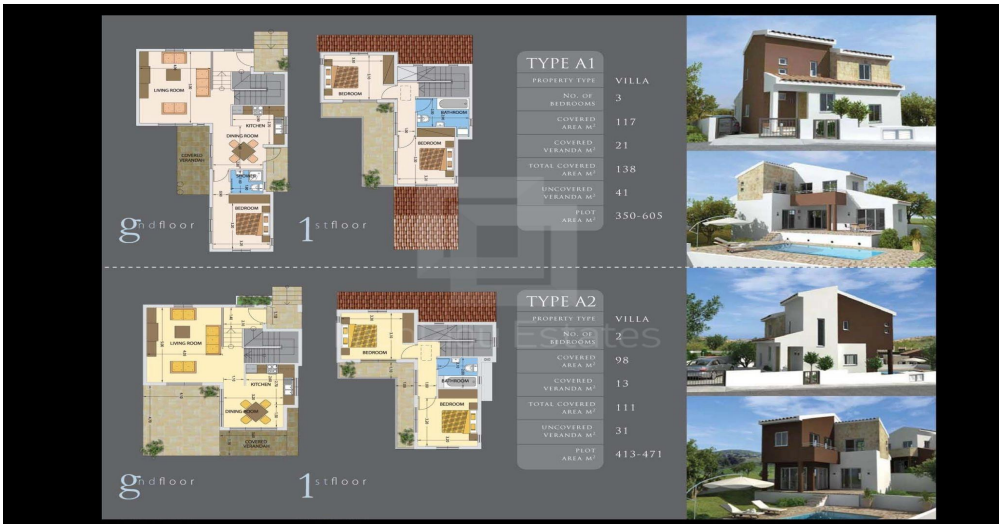 LIVING ROOM
KITCHEN
DINING ROOM
COVERED
VERANDAH
SHOWER
BEDROOM
gndfloor
BEDROOM
BATHROOM
BEDROOM
1stfloor
TYPE A1
PROPERTY TYPE VILLA
NO. OF
BEDROOMS 3
COVERED
AREA M² 117
COVERED
VERANDA M² 21
TOTAL COVERED
AREA M² 138
UNCOVERED
VERANDA M² 41
PLOT
AREA M² 350-605
LIVING ROOM
KITCHEN
DINING ROOM
COVERED
VERANDAH
gndfloor
BEDROOM
BATHROOM
BEDROOM
1stfloor
TYPE A2
PROPERTY TYPE VILLA
NO. OF
BEDROOMS 2
COVERED
AREA M² 98
COVERED
VERANDA M² 13
TOTAL COVERED
AREA M² 111
UNCOVERED
VERANDA M² 31
PLOT
AREA M² 413-471
Estates